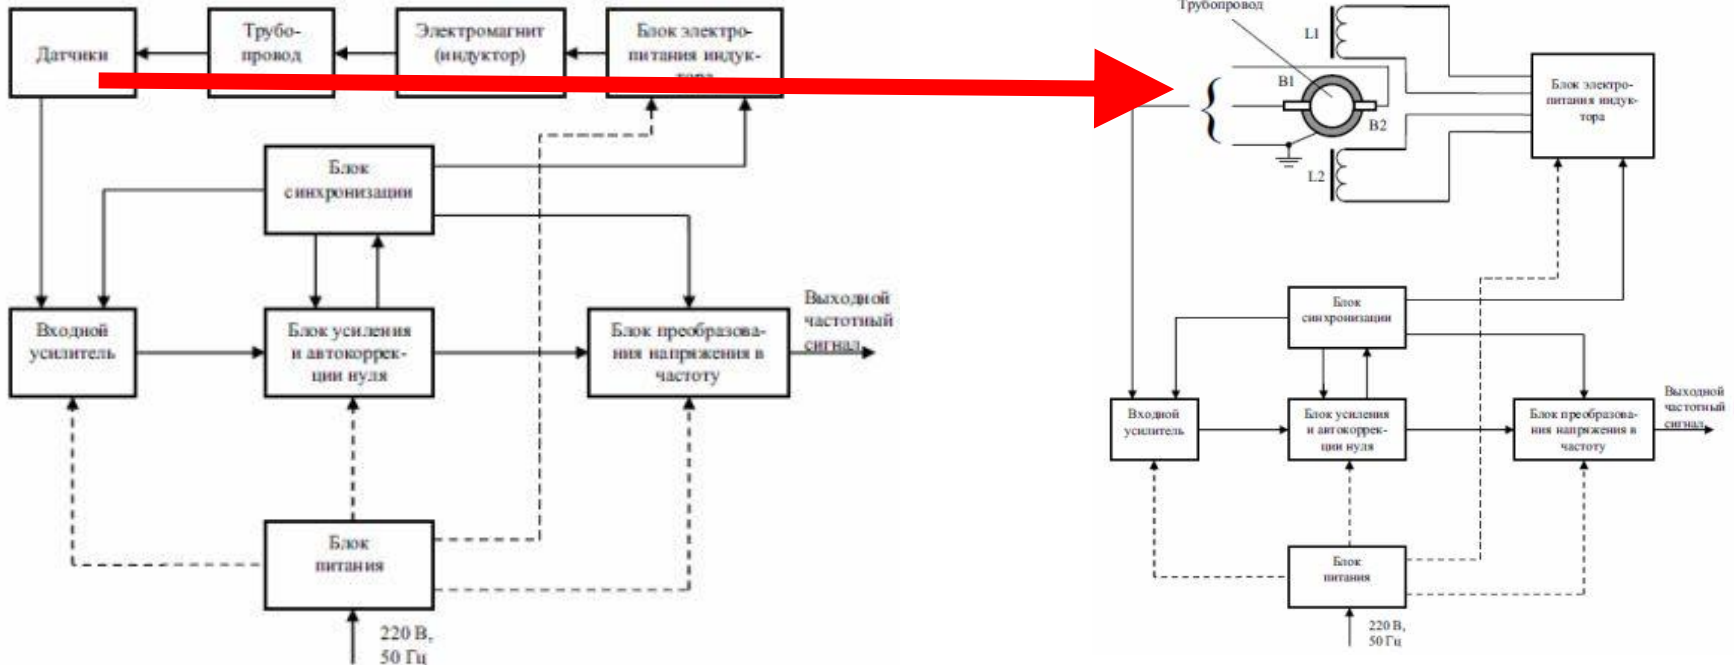 Датчики
Трубо-
провод
Электромагнит
(индуктор)
Блок электро-
питания индук-
тора
Блок
синхронизации
Входной
усилитель
Блок усиления
и автокоррек-
ции нуля
Блок преобразова-
ния напряжения в
частоту
Выходной
частотный
сигнал
Блок
питания
220 В,
50 Гц
Трубопровод
L1
B1
B2
L2
Блок электро-
питания индук-
тора
Блок
синхронизации
Входной
усилитель
Блок усиления
и автокоррек-
ции нуля
Блок преобразова-
ния напряжения в
частоту
Выходной
частотный
сигнал
Блок
питания
220 В,
50 Гц